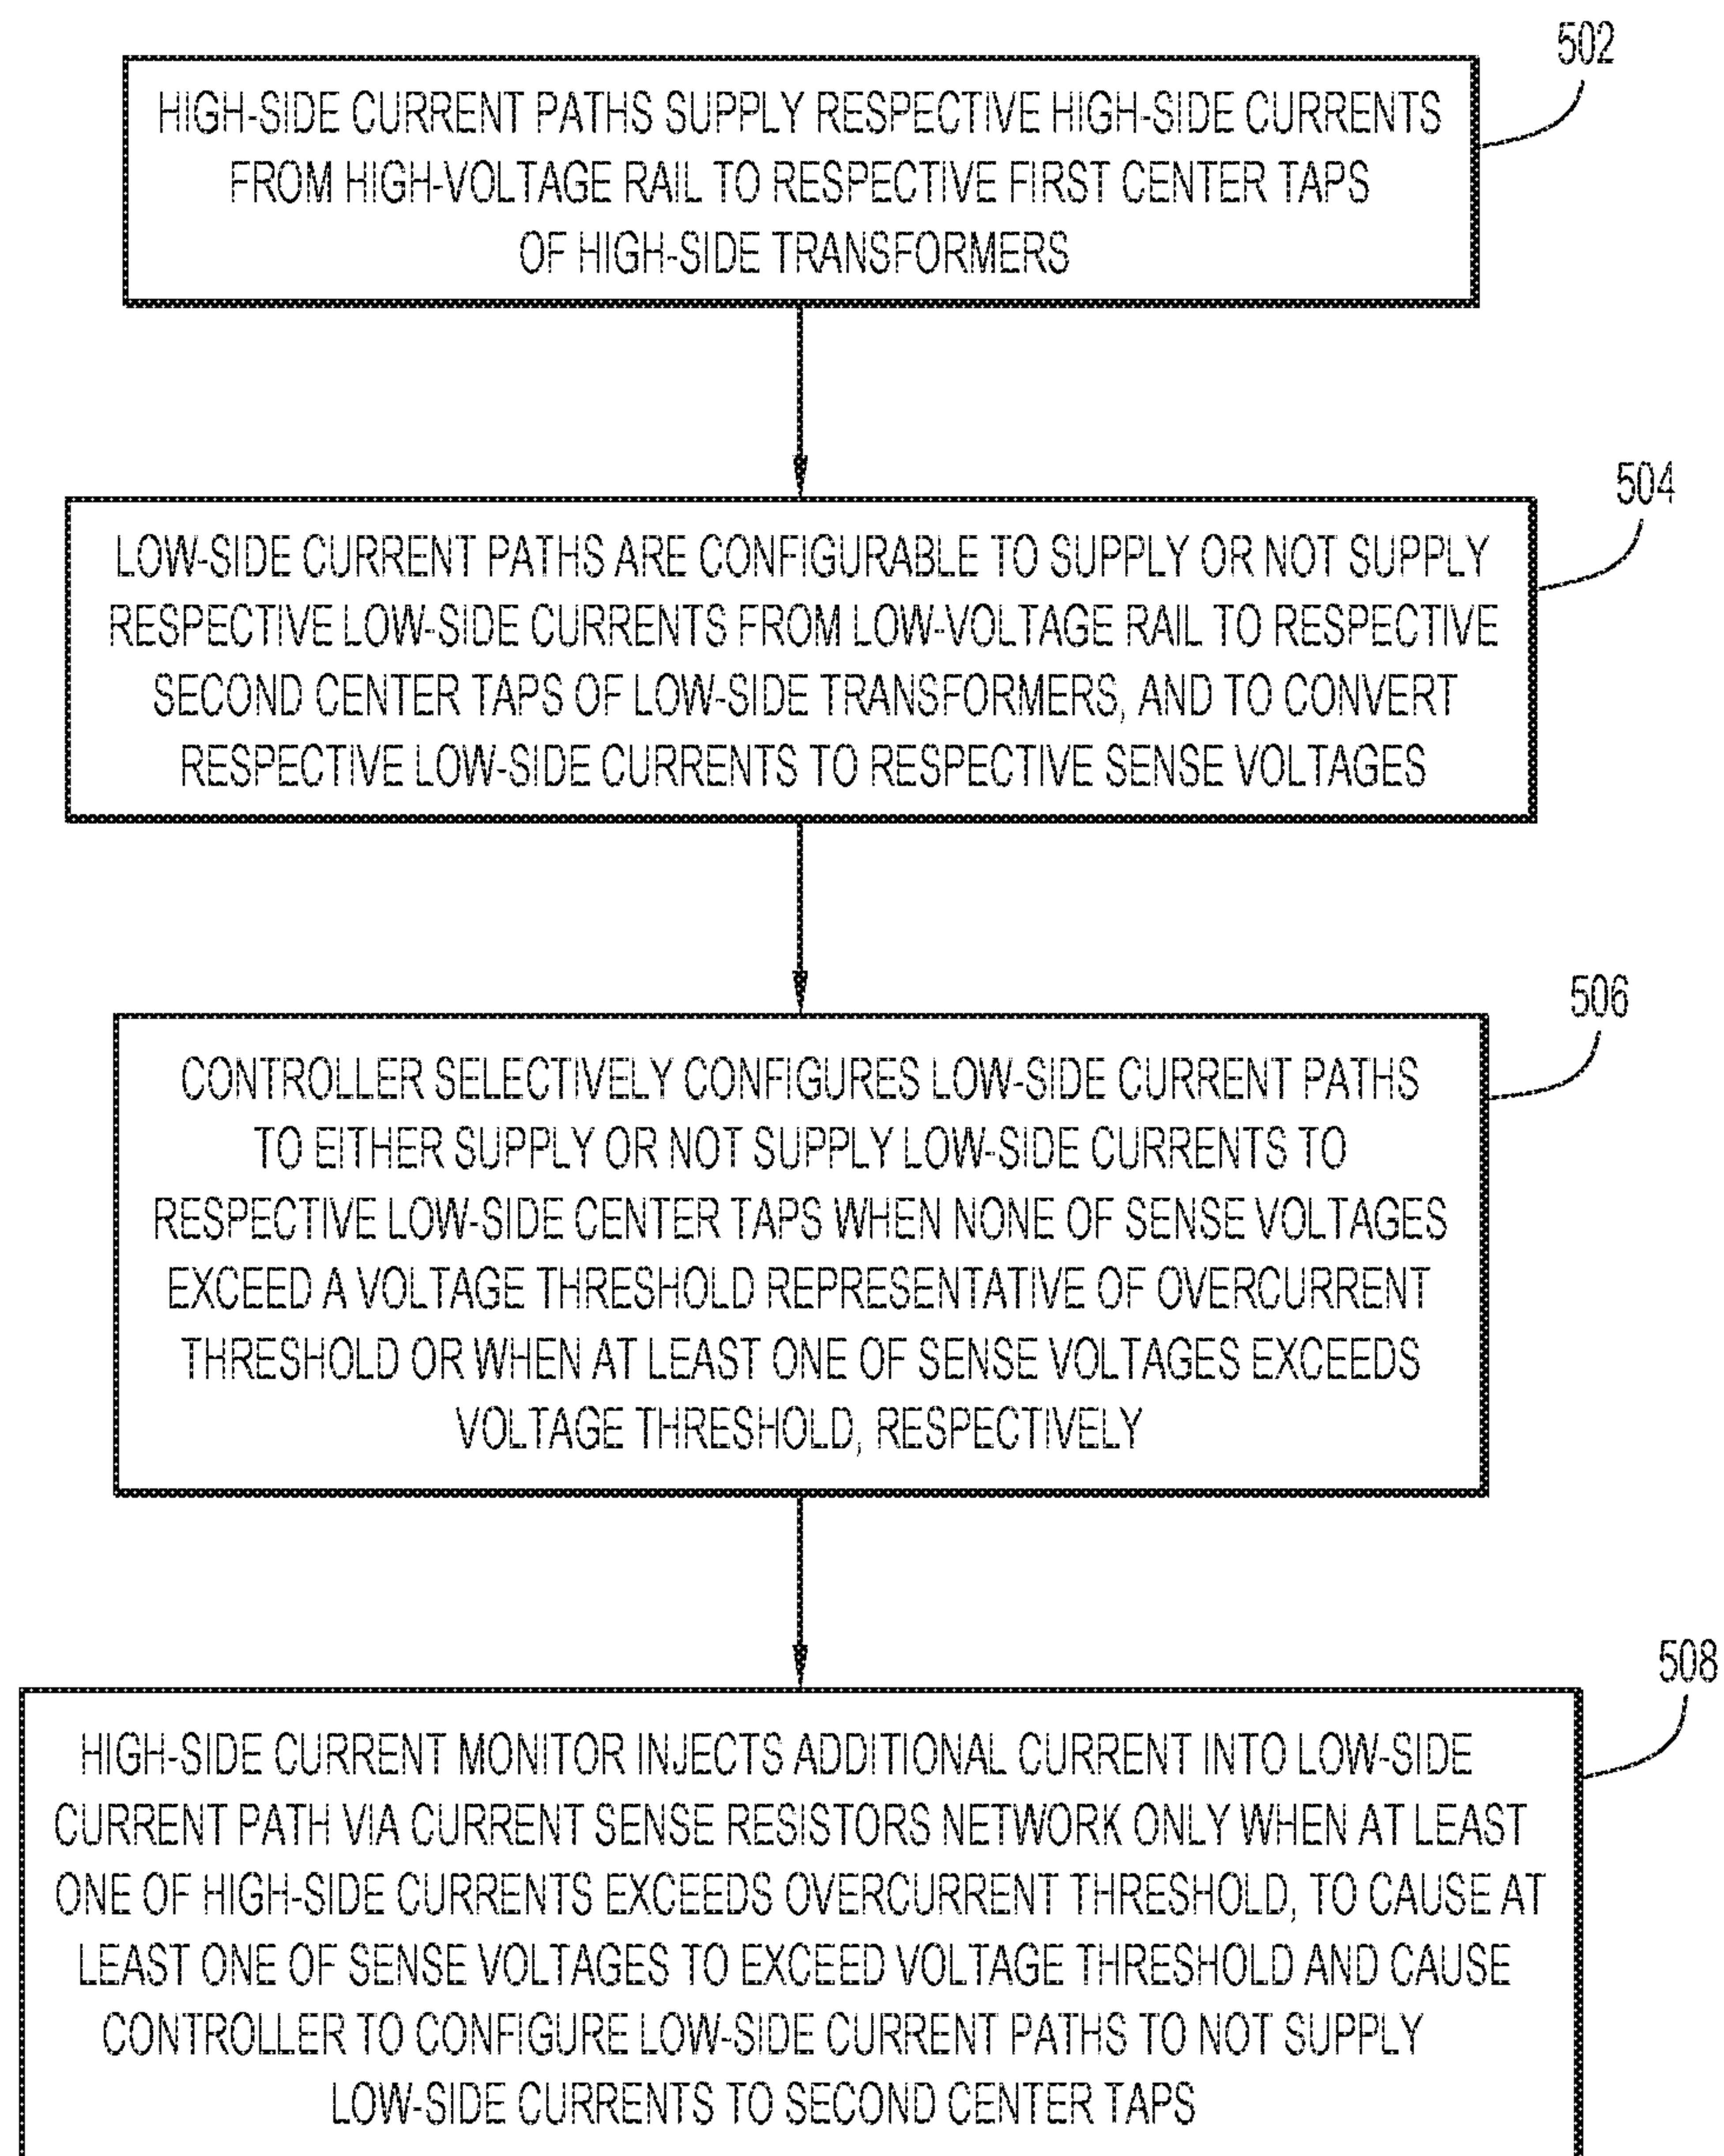 502
HIGH-SIDE CURRENT PATHS SUPPLY RESPECTIVE HIGH-SIDE CURRENTS
FROM HIGH-VOLTAGE RAIL TO RESPECTIVE FIRST CENTER TAPS
OF HIGH-SIDE TRANSFORMERS
504
LOW-SIDE CURRENT PATHS ARE CONFIGURABLE TO SUPPLY OR NOT SUPPLY
RESPECTIVE LOW-SIDE CURRENTS FROM LOW-VOLTAGE RAIL TO RESPECTIVE
SECOND CENTER TAPS OF LOW-SIDE TRANSFORMERS, AND TO CONVERT
RESPECTIVE LOW-SIDE CURRENTS TO RESPECTIVE SENSE VOLTAGES
506
CONTROLLER SELECTIVELY CONFIGURES LOW-SIDE CURRENT PATHS
TO EITHER SUPPLY OR NOT SUPPLY LOW-SIDE CURRENTS TO
RESPECTIVE LOW-SIDE CENTER TAPS WHEN NONE OF SENSE VOLTAGES
EXCEED A VOLTAGE THRESHOLD REPRESENTATIVE OF OVERCURRENT
THRESHOLD OR WHEN AT LEAST ONE OF SENSE VOLTAGES EXCEEDS
VOLTAGE THRESHOLD, RESPECTIVELY
508
HIGH-SIDE CURRENT MONITOR INJECTS ADDITIONAL CURRENT INTO LOW-SIDE
CURRENT PATH VIA CURRENT SENSE RESISTORS NETWORK ONLY WHEN AT LEAST
ONE OF HIGH-SIDE CURRENTS EXCEEDS OVERCURRENT THRESHOLD, TO CAUSE AT
LEAST ONE OF SENSE VOLTAGES TO EXCEED VOLTAGE THRESHOLD AND CAUSE
CONTROLLER TO CONFIGURE LOW-SIDE CURRENT PATHS TO NOT SUPPLY
LOW-SIDE CURRENTS TO SECOND CENTER TAPS